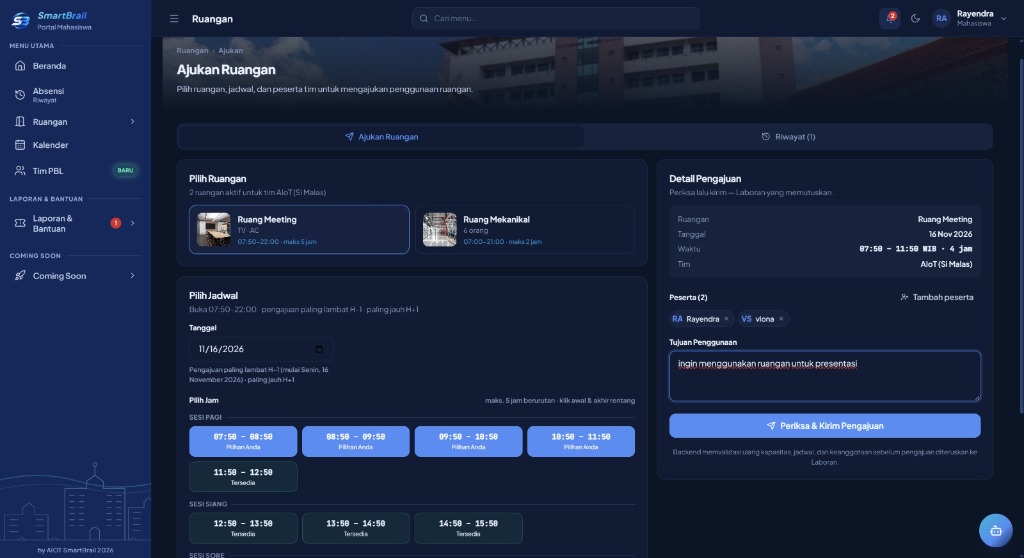 SmartBrail
Portal Mahasiswa
MENU UTAMA
Beranda
Absensi
Riwayat
Ruangan
Kalender
Tim PBL
BARU
LAPORAN & BANTUAN
Laporan & Bantuan
1
COMING SOON
Coming Soon
by AIOT SmartBrail 2026
Ruangan
Cari menu...
2
RA
Rayendra
Mahasiswa
Ruangan › Ajukan
Ajukan Ruangan
Pilih ruangan, jadwal, dan peserta tim untuk mengajukan penggunaan ruangan.
Ajukan Ruangan
Riwayat (1)
Pilih Ruangan
2 ruangan aktif untuk tim AIoT (Si Malas)
Ruang Meeting
TV · AC
07:50–22:00 · maks 5 jam
Ruang Mekanikal
6 orang
07:00–21:00 · maks 2 jam
Pilih Jadwal
Buka 07:50–22:00 · pengajuan paling lambat H-1 · paling jauh H+1
Tanggal
11/16/2026
Pengajuan paling lambat H-1 (mulai Senin, 16
November 2026) · paling jauh H+1
Pilih Jam
maks. 5 jam berurutan · klik awal & akhir rentang
SESI PAGI
07:50 – 08:50
Pilihan Anda
08:50 – 09:50
Pilihan Anda
09:50 – 10:50
Pilihan Anda
10:50 – 11:50
Pilihan Anda
11:50 – 12:50
Tersedia
SESI SIANG
12:50 – 13:50
Tersedia
13:50 – 14:50
Tersedia
14:50 – 15:50
Tersedia
SESI SORE
Detail Pengajuan
Periksa lalu kirim — Laboran yang memutuskan.
Ruangan Ruang Meeting
Tanggal 16 Nov 2026
Waktu 07:50 – 11:50 WIB · 4 jam
Tim AIoT (Si Malas)
Peserta (2)
Tambah peserta
RA Rayendra ×
VS viona ×
Tujuan Penggunaan
ingin menggunakan ruangan untuk presentasi
Periksa & Kirim Pengajuan
Backend memvalidasi ulang kapasitas, jadwal, dan keanggotaan sebelum pengajuan diteruskan ke
Laboran.